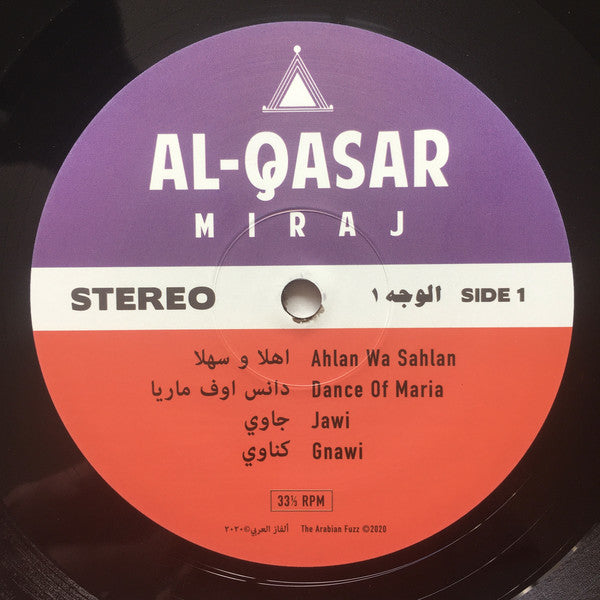 AL-QASAR
MIRAJ
STEREO الوجه ١ SIDE 1
اهلا و سهلا Ahlan Wa Sahlan
دانس اوف ماريا Dance Of Maria
جاوي Jawi
كناوي Gnawi
33⅓ RPM
ألفاز العربي©٢٠٢٠ The Arabian Fuzz ©2020